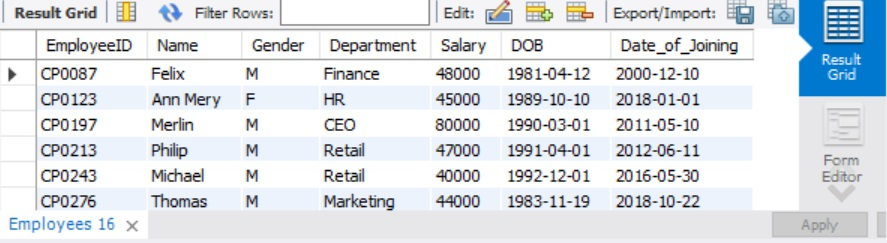 Result Grid Filter Rows: Edit: Export/Import:
EmployeeID Name Gender Department Salary DOB Date_of_Joining
CP0087 Felix M Finance 48000 1981-04-12 2000-12-10
CP0123 Ann Mery F HR 45000 1989-10-10 2018-01-01
CP0197 Merlin M CEO 80000 1990-03-01 2011-05-10
CP0213 Philip M Retail 47000 1991-04-01 2012-06-11
CP0243 Michael M Retail 40000 1992-12-01 2016-05-30
CP0276 Thomas M Marketing 44000 1983-11-19 2018-10-22
Result
Grid
Form
Editor
Employees 16
Apply